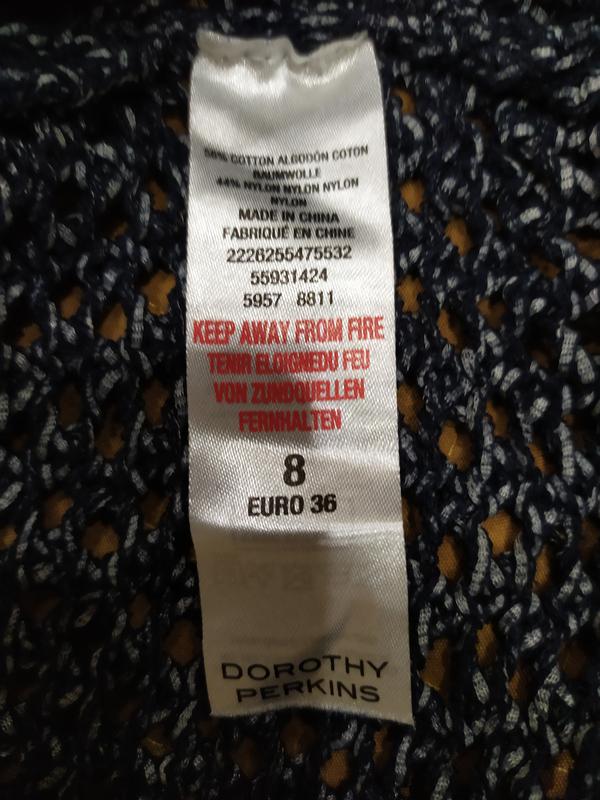 56% COTTON ALGODÓN COTON
BAUMWOLLE
44% NYLON NYLON NYLON
NYLON
MADE IN CHINA
FABRIQUÉ EN CHINE
2226255475532
55931424
5957 8811
KEEP AWAY FROM FIRE
TENIR ELOIGNEDU FEU
VON ZUNDQUELLEN
FERNHALTEN
8
EURO 36
DOROTHY
PERKINS